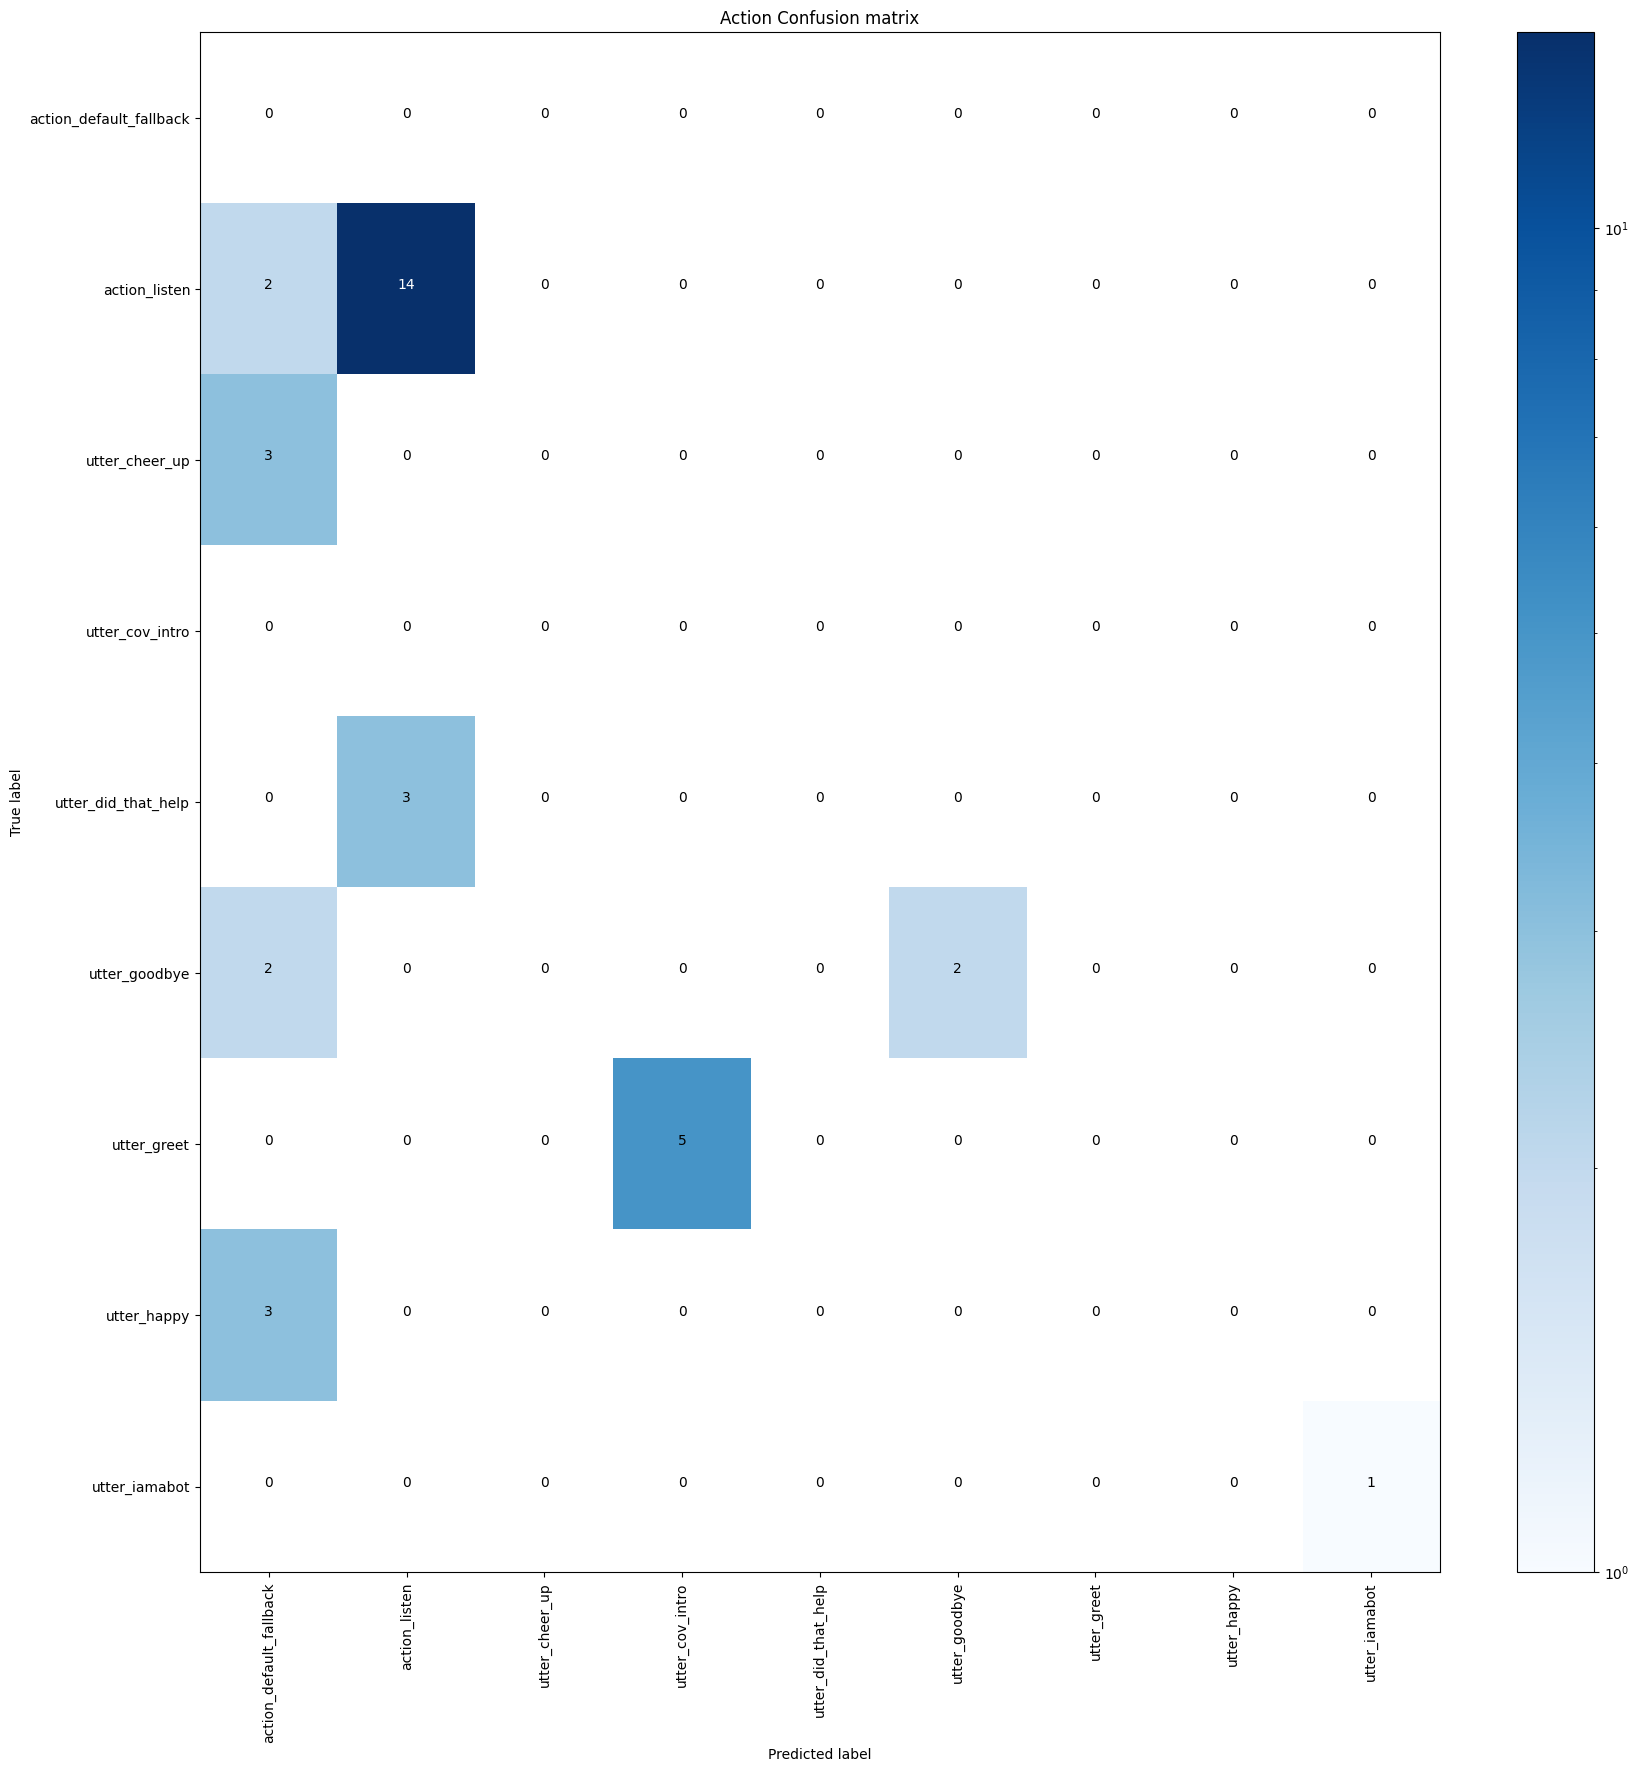 Action Confusion matrix
True label
action_default_fallback 0 0 0 0 0 0 0 0 0
action_listen 2 14 0 0 0 0 0 0 0
utter_cheer_up 3 0 0 0 0 0 0 0 0
utter_cov_intro 0 0 0 0 0 0 0 0 0
utter_did_that_help 0 3 0 0 0 0 0 0 0
utter_goodbye 2 0 0 0 0 2 0 0 0
utter_greet 0 0 0 5 0 0 0 0 0
utter_happy 3 0 0 0 0 0 0 0 0
utter_iamabot 0 0 0 0 0 0 0 0 1
action_default_fallback
action_listen
utter_cheer_up
utter_cov_intro
utter_did_that_help
utter_goodbye
utter_greet
utter_happy
utter_iamabot
Predicted label
10¹
10⁰